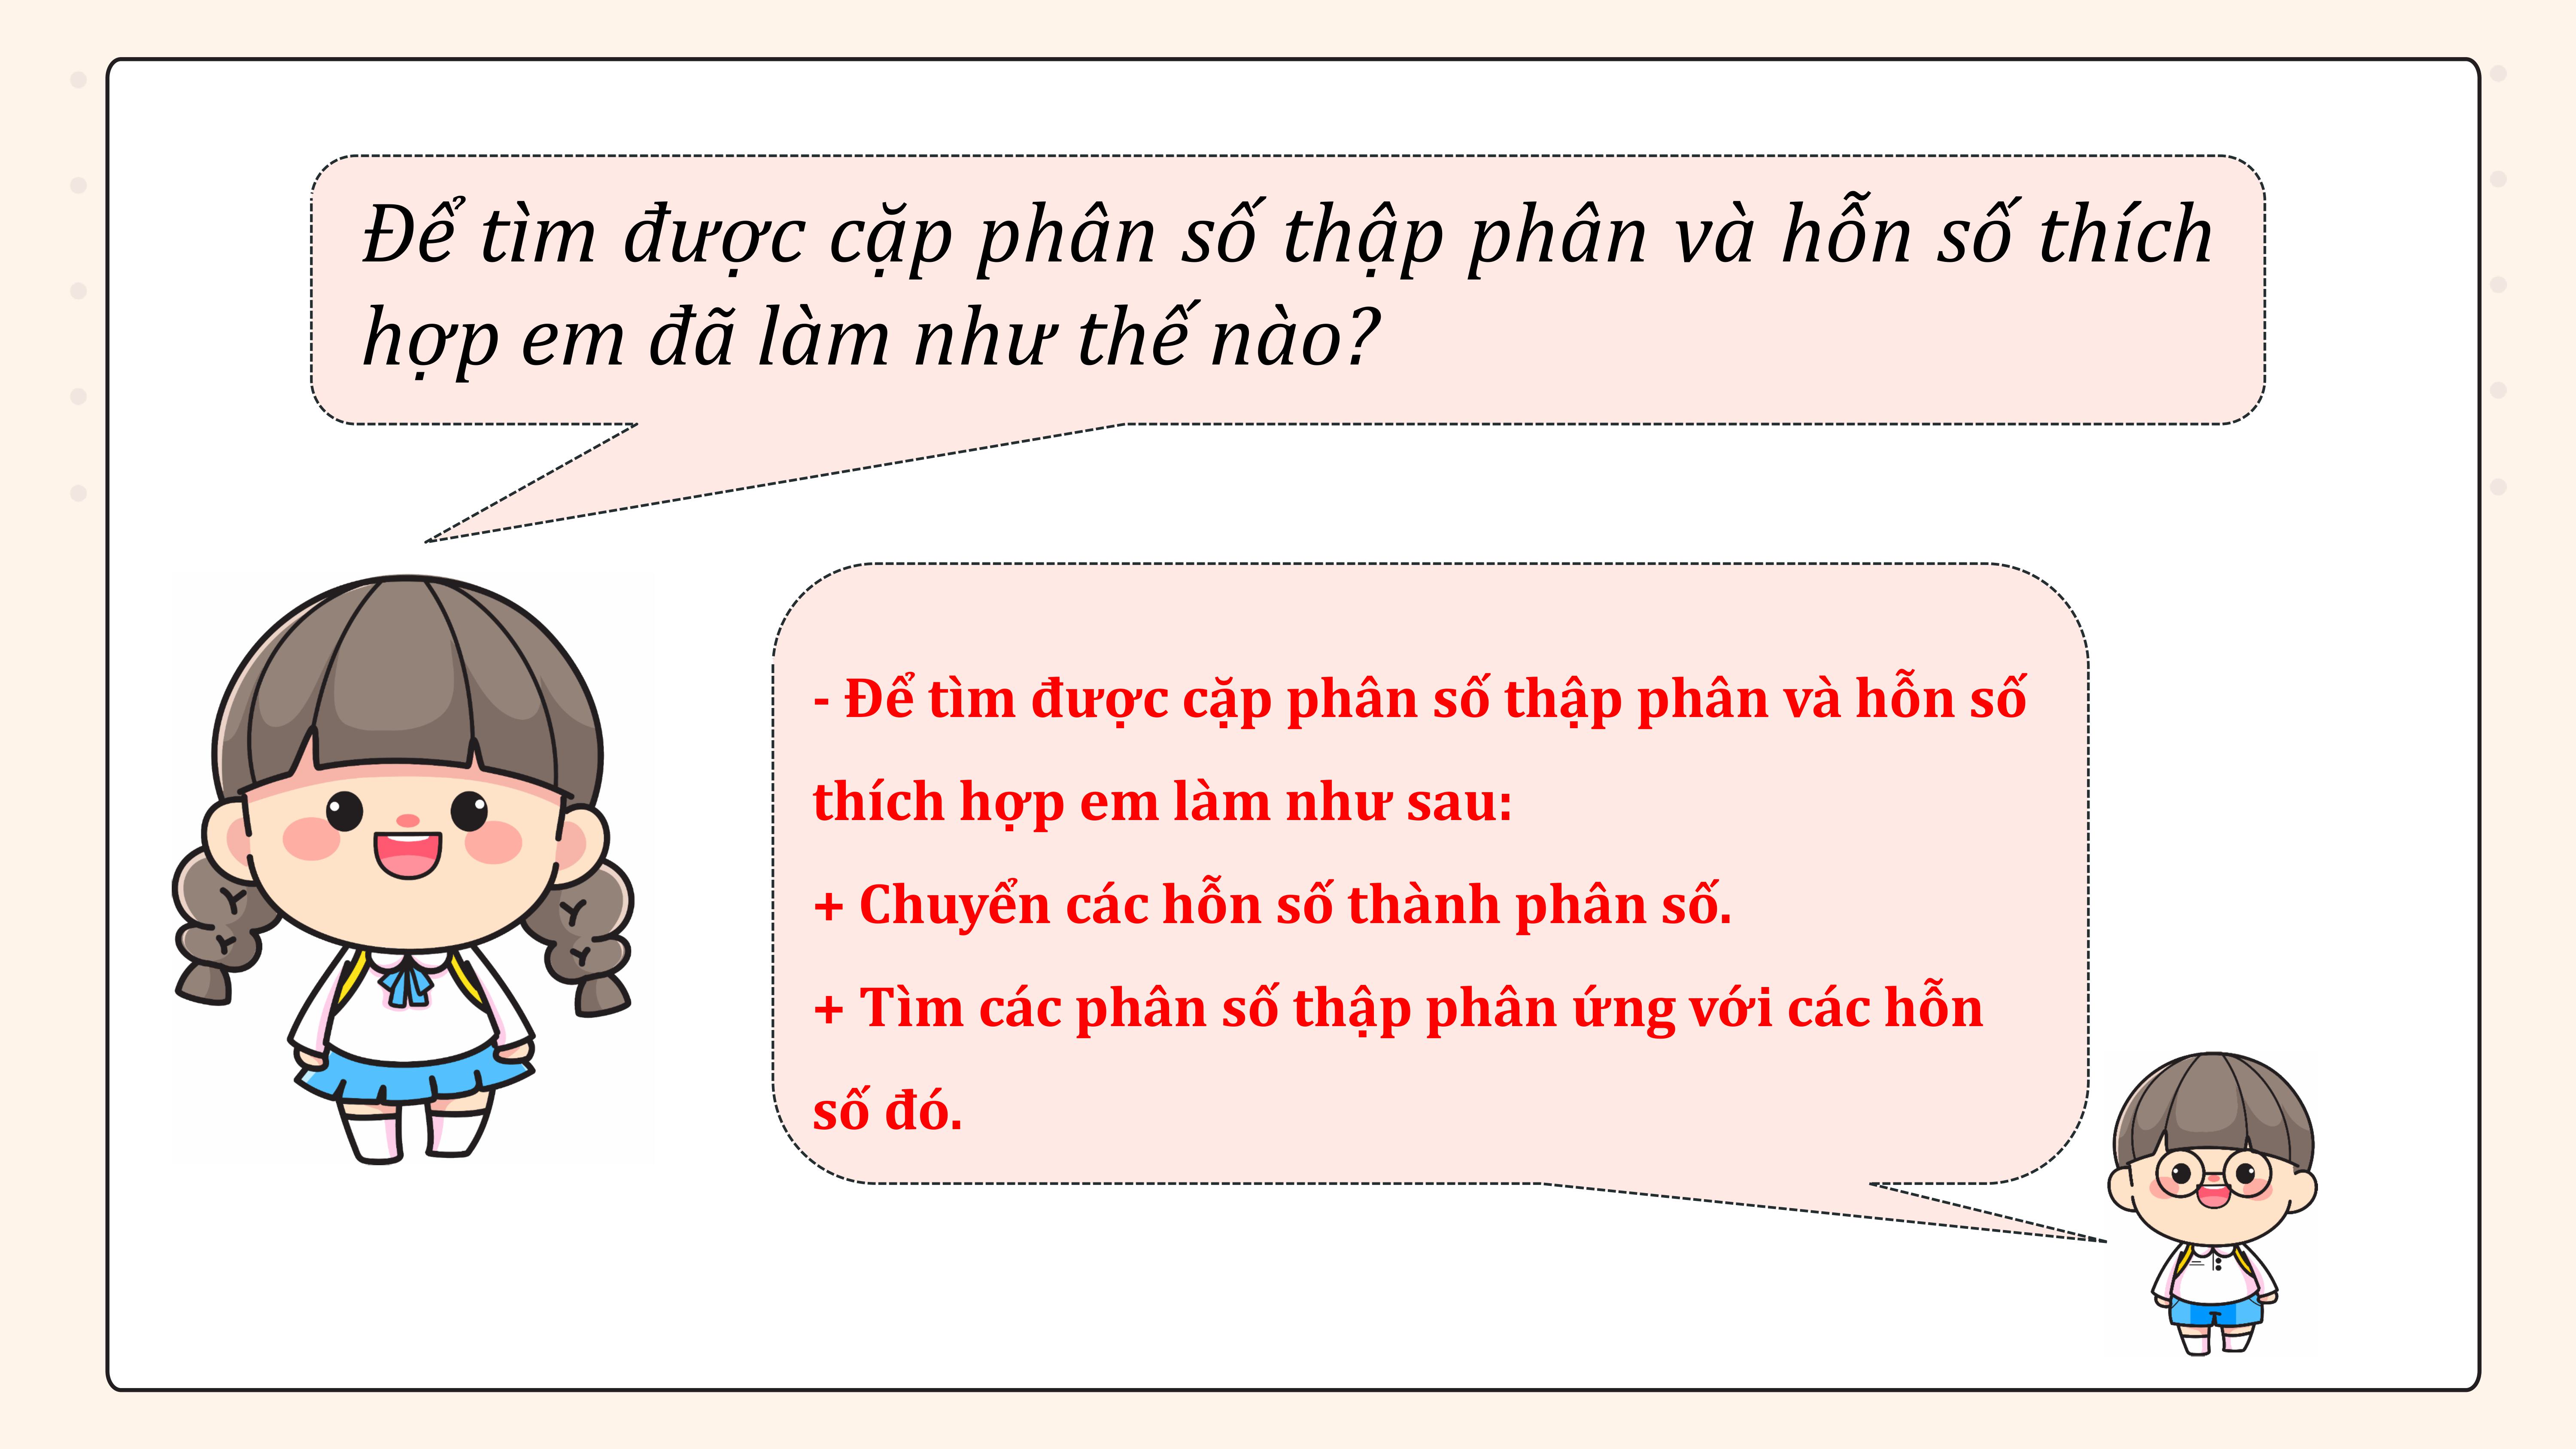 Để tìm được cặp phân số thập phân và hỗn số thích
hợp em đã làm như thế nào?
- Để tìm được cặp phân số thập phân và hỗn số
thích hợp em làm như sau:
+ Chuyển các hỗn số thành phân số.
+ Tìm các phân số thập phân ứng với các hỗn
số đó.